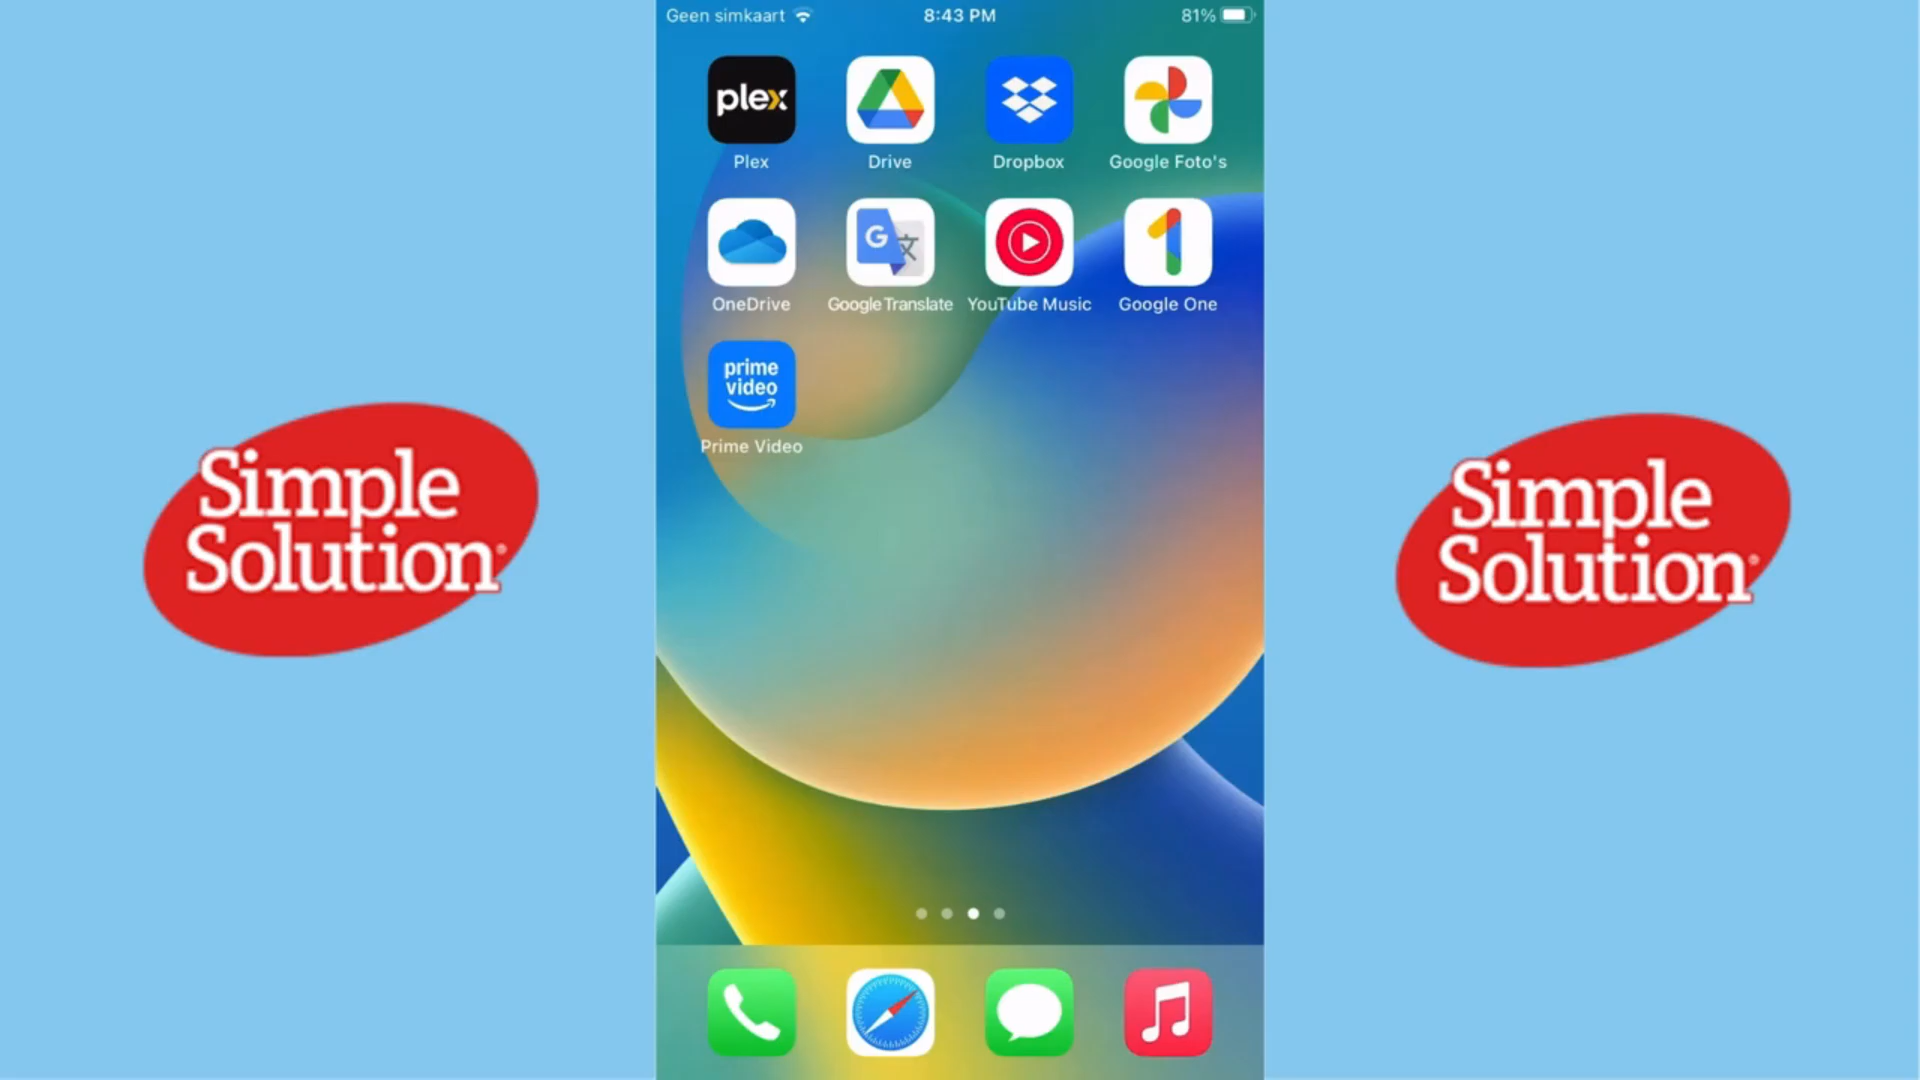 Geen simkaart 8:43 PM 81%
plex
Plex Drive Dropbox Google Foto's
G 文
OneDrive Google Translate YouTube Music Google One
prime
video
Prime Video
Simple
Solution®
Simple
Solution®